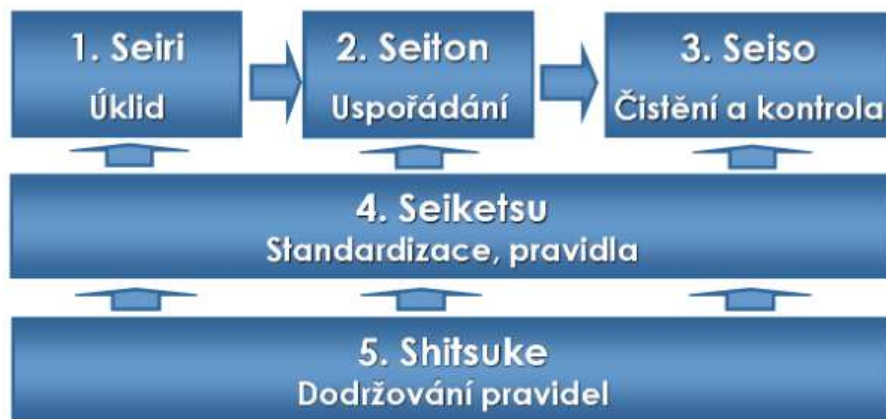 1. Seiri
Úklid
2. Seiton
Uspořádání
3. Seiso
Čistění a kontrola
4. Seiketsu
Standardizace, pravidla
5. Shitsuke
Dodržování pravidel